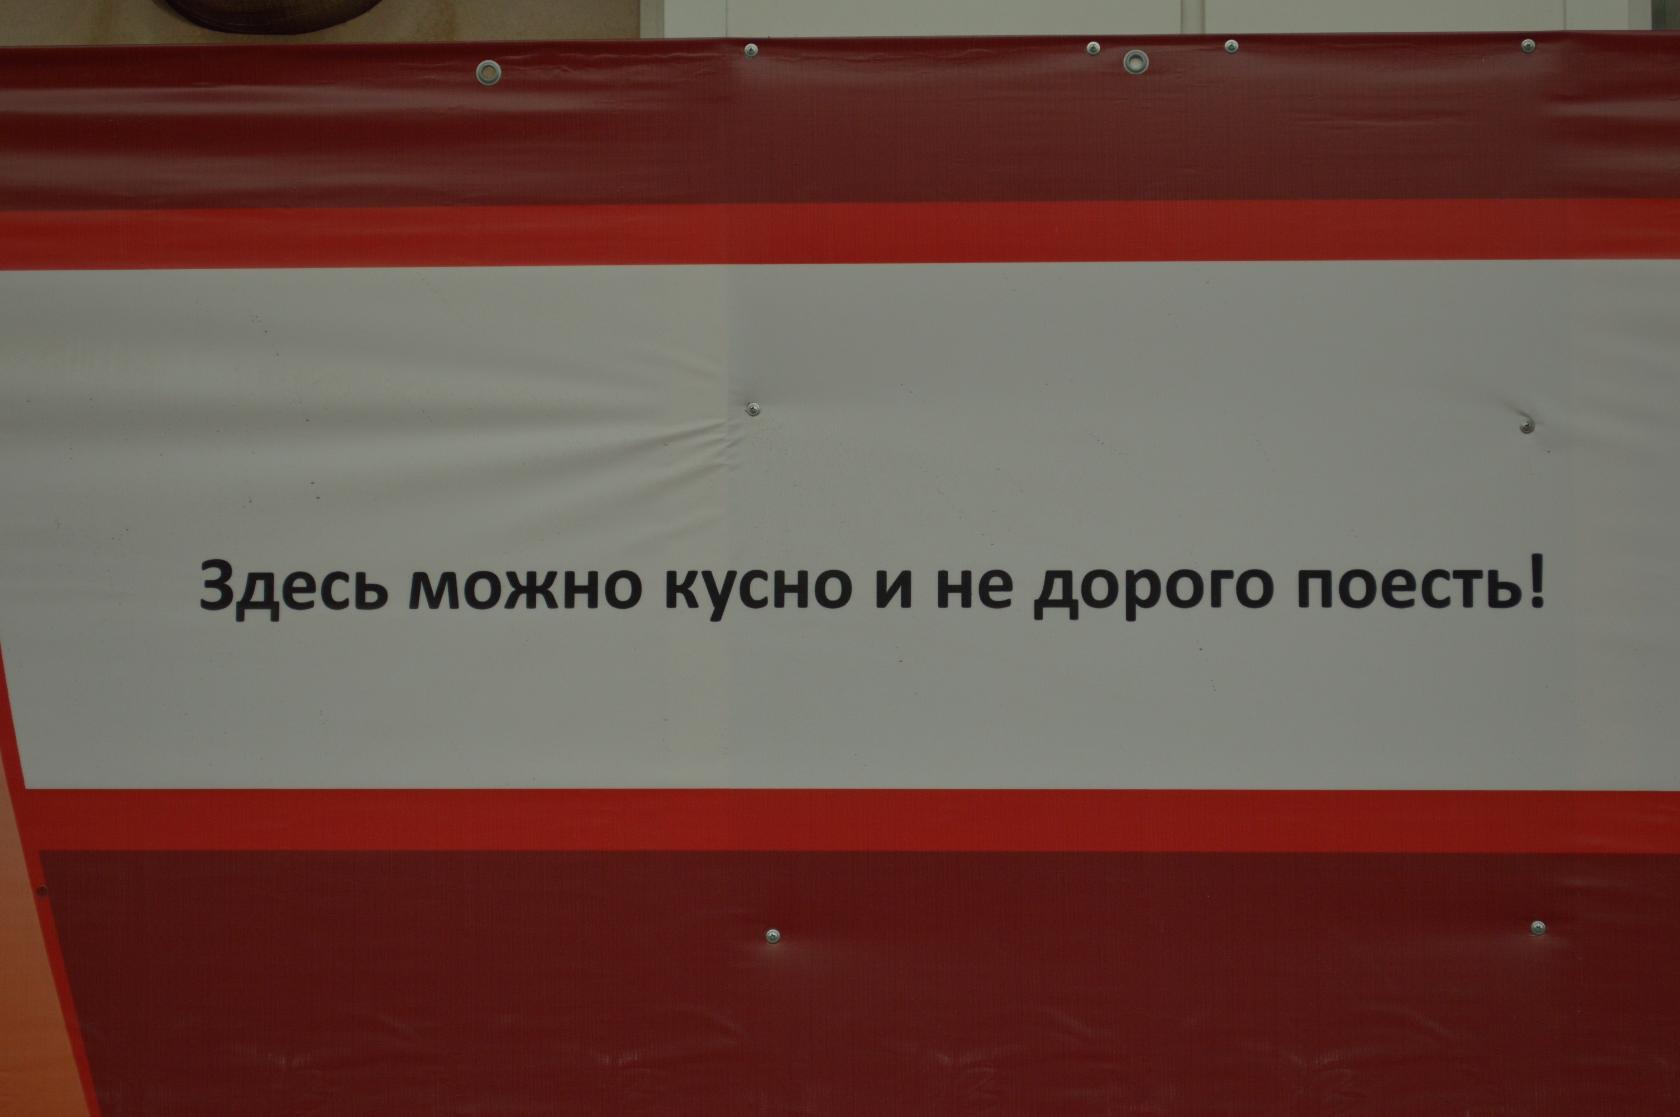 Здесь можно кусно и не дорого поесть!